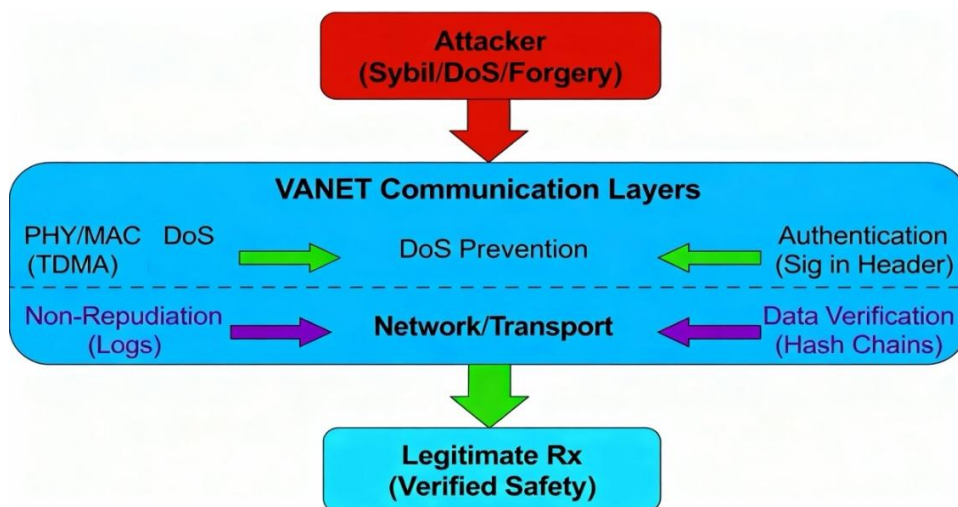 Attacker
(Sybil/DoS/Forgery)
VANET Communication Layers
PHY/MAC DoS
(TDMA)
DoS Prevention
Authentication
(Sig in Header)
Non-Repudiation
(Logs)
Network/Transport
Data Verification
(Hash Chains)
Legitimate Rx
(Verified Safety)